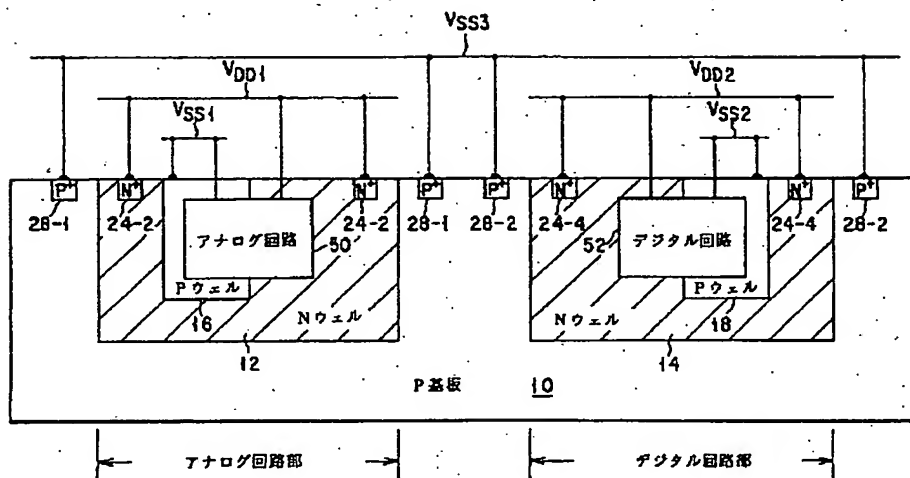 VSS3
VDD1 VDD2
VSS1 VSS2
P+ N+ N+ P+ P+ N+ N+ P+
28-1 24-2 24-2 28-1 28-2 24-4 24-4 28-2
アナログ回路 50 52 デジタル回路
Pウェル Pウェル
16 Nウェル Nウェル 18
12 14
P基板 10
アナログ回路部 デジタル回路部